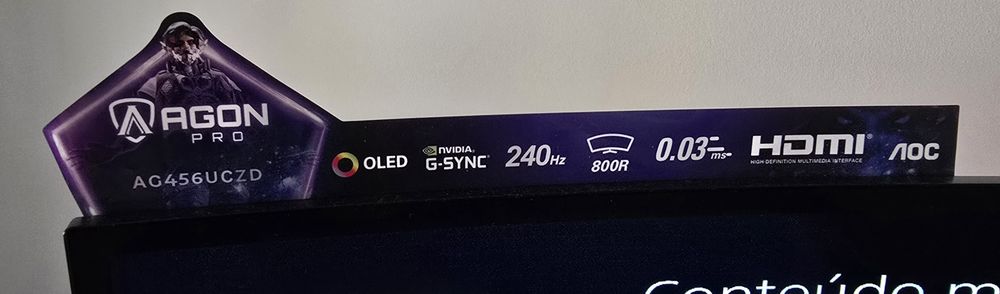 AGON
PRO
AG456UCZD
OLED
NVIDIA
G-SYNC
240Hz
800R
0.03ms
HDMI
HIGH-DEFINITION MULTIMEDIA INTERFACE
AOC
Conteúdo m